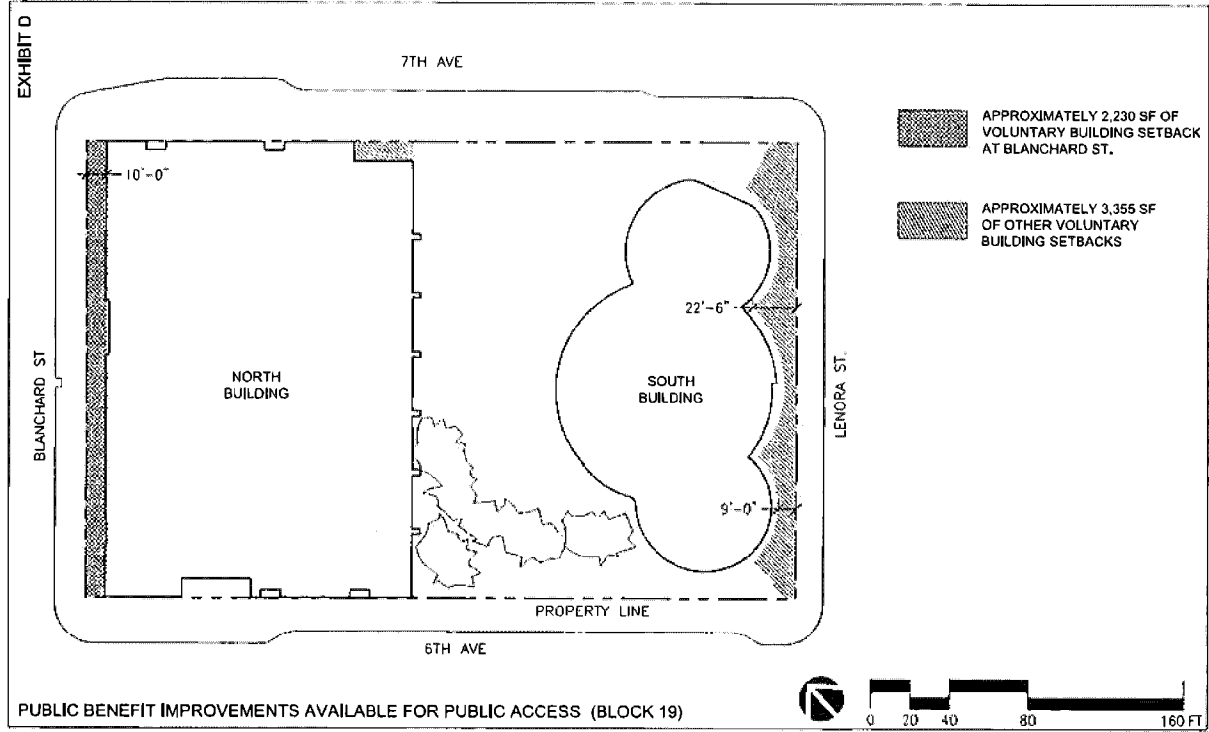 EXHIBIT D
7TH AVE
APPROXIMATELY 2,230 SF OF
VOLUNTARY BUILDING SETBACK
AT BLANCHARD ST.
10'-0"
APPROXIMATELY 3,355 SF
OF OTHER VOLUNTARY
BUILDING SETBACKS
22'-6"
BLANCHARD ST
NORTH
BUILDING
SOUTH
BUILDING
LENORA ST.
9'-0"
PROPERTY LINE
6TH AVE
PUBLIC BENEFIT IMPROVEMENTS AVAILABLE FOR PUBLIC ACCESS (BLOCK 19)
0 20 40 80 160 FT